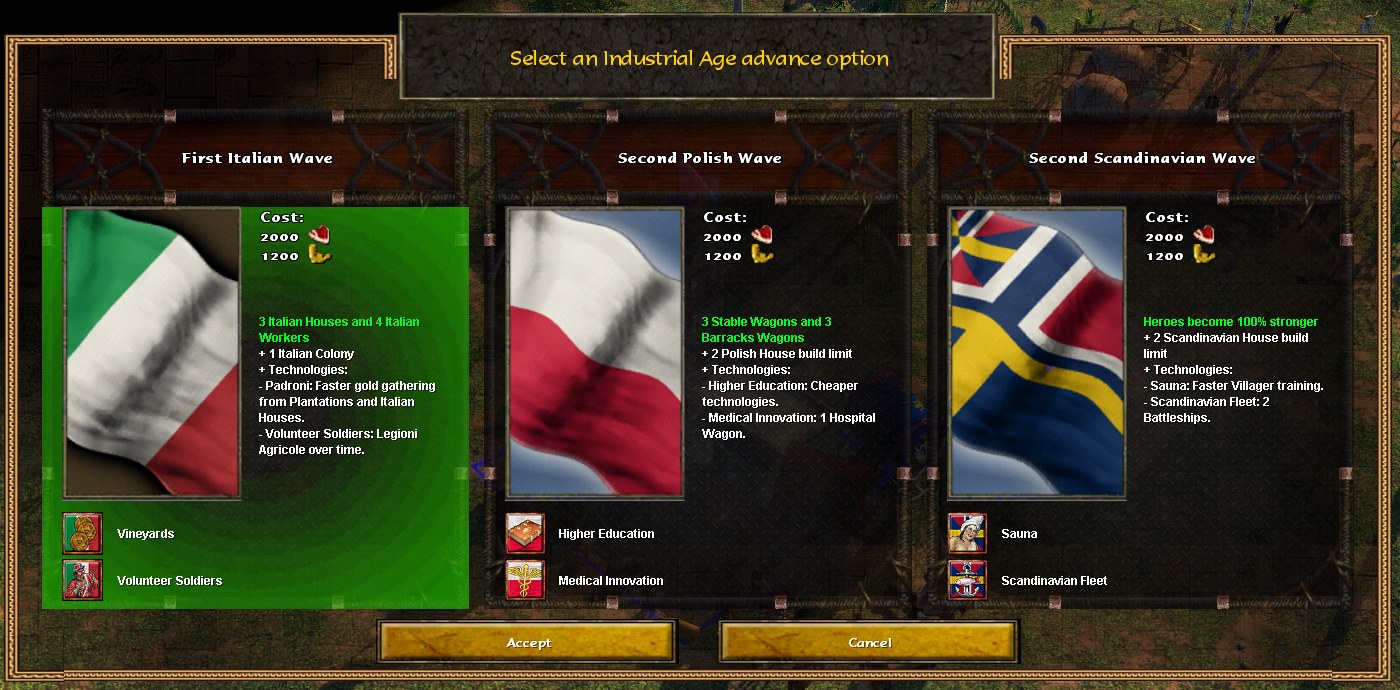 Select an Industrial Age advance option
First Italian Wave
Cost:
2000
1200
3 Italian Houses and 4 Italian
Workers
+ 1 Italian Colony
+ Technologies:
- Padroni: Faster gold gathering
from Plantations and Italian
Houses.
- Volunteer Soldiers: Legioni
Agricole over time.
Vineyards
Volunteer Soldiers
Second Polish Wave
Cost:
2000
1200
3 Stable Wagons and 3
Barracks Wagons
+ 2 Polish House build limit
+ Technologies:
- Higher Education: Cheaper
technologies.
- Medical Innovation: 1 Hospital
Wagon.
Higher Education
Medical Innovation
Second Scandinavian Wave
Cost:
2000
1200
Heroes become 100% stronger
+ 2 Scandinavian House build
limit
+ Technologies:
- Sauna: Faster Villager training.
- Scandinavian Fleet: 2
Battleships.
Sauna
Scandinavian Fleet
Accept
Cancel